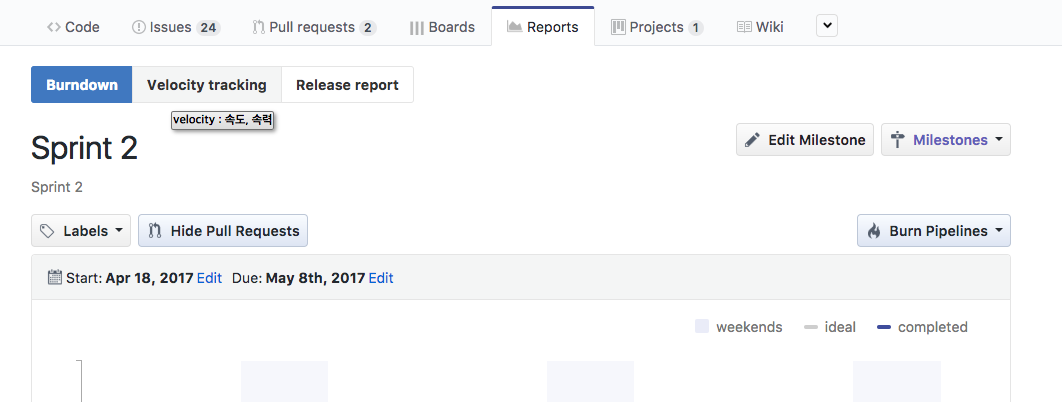 Code Issues 24 Pull requests 2 Boards Reports Projects 1 Wiki
Burndown Velocity tracking Release report
velocity : 속도, 속력
Sprint 2
Edit Milestone Milestones
Sprint 2
Labels Hide Pull Requests Burn Pipelines
Start: Apr 18, 2017 Edit Due: May 8th, 2017 Edit
weekends ideal completed